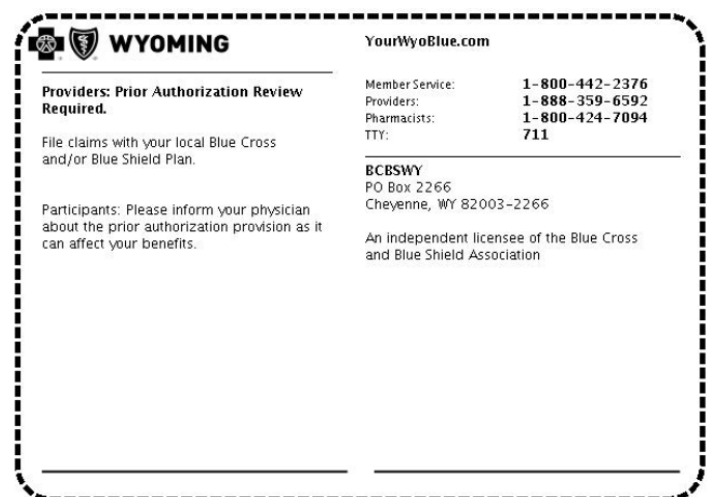 WYOMING
Providers: Prior Authorization Review
Required.
File claims with your local Blue Cross
and/or Blue Shield Plan.
Participants: Please inform your physician
about the prior authorization provision as it
can affect your benefits.
YourWyoBlue.com
Member Service: 1-800-442-2376
Providers: 1-888-359-6592
Pharmacists: 1-800-424-7094
TTY: 711
BCBSWY
PO Box 2266
Cheyenne, WY 82003-2266
An independent licensee of the Blue Cross
and Blue Shield Association